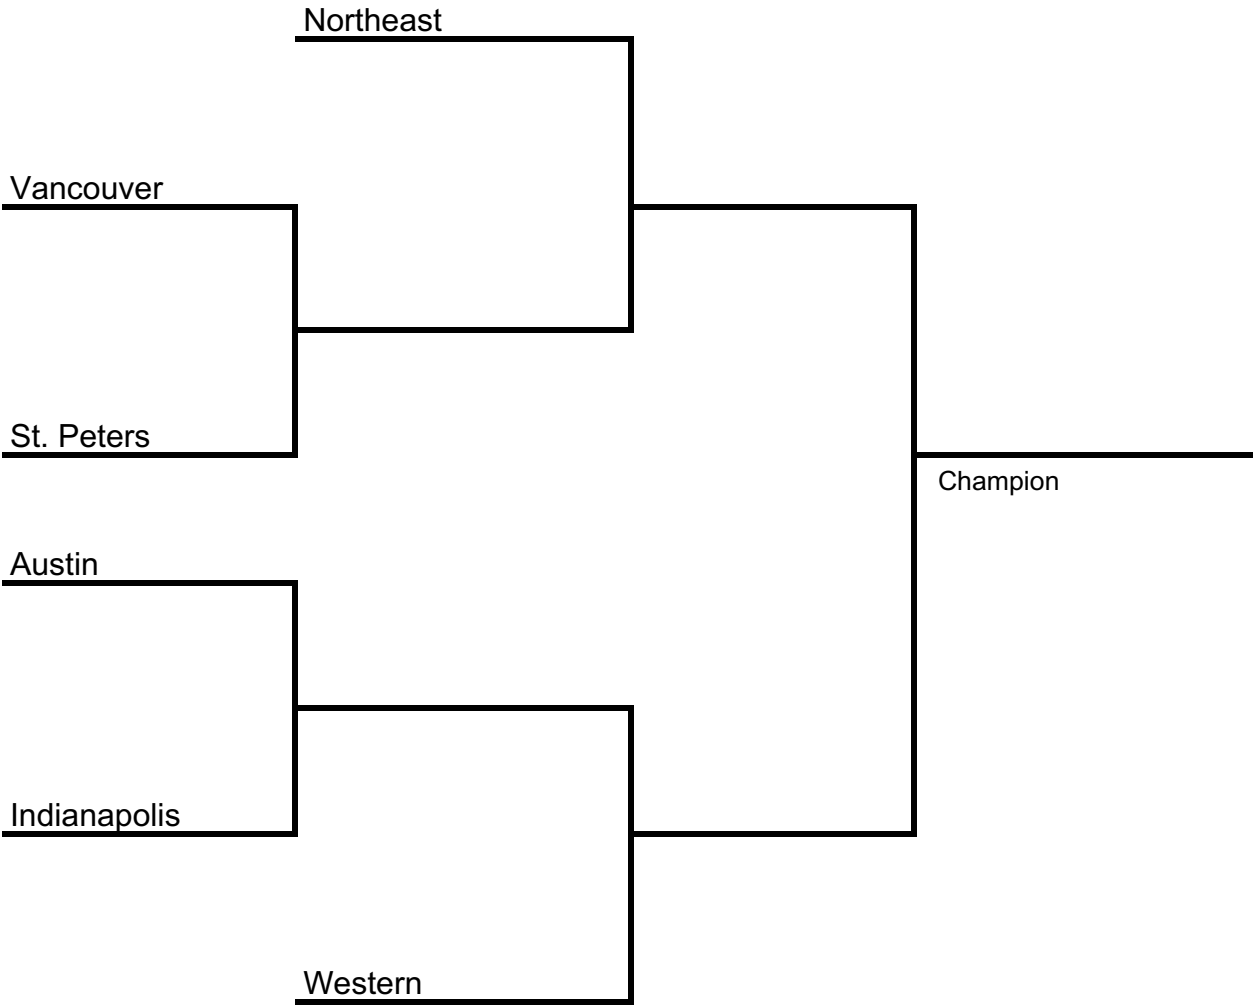 Northeast
Vancouver
St. Peters
Champion
Austin
Indianapolis
Western